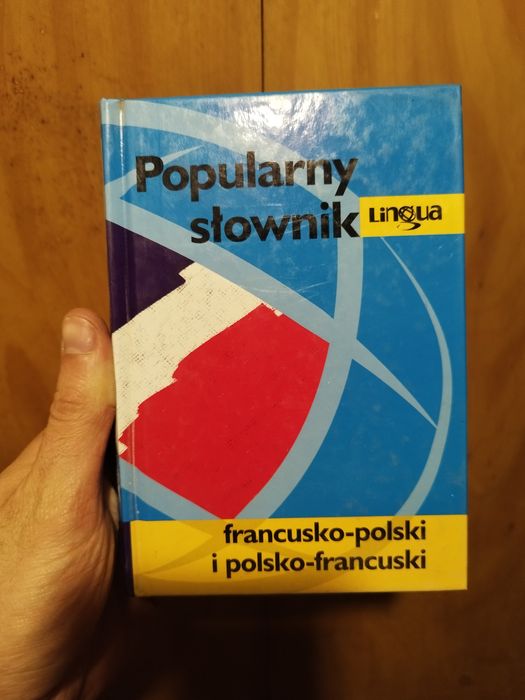 Popularny
słownik
Lingua
francusko-polski
i polsko-francuski